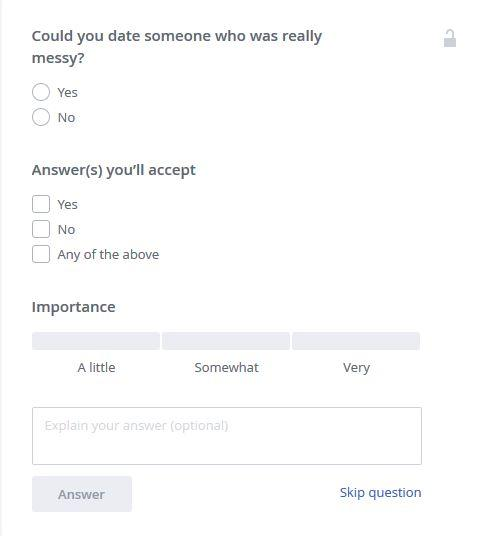 Could you date someone who was really
messy?
Yes
No
Answer(s) you’ll accept
Yes
No
Any of the above
Importance
A little
Somewhat
Very
Explain your answer (optional)
Answer
Skip question